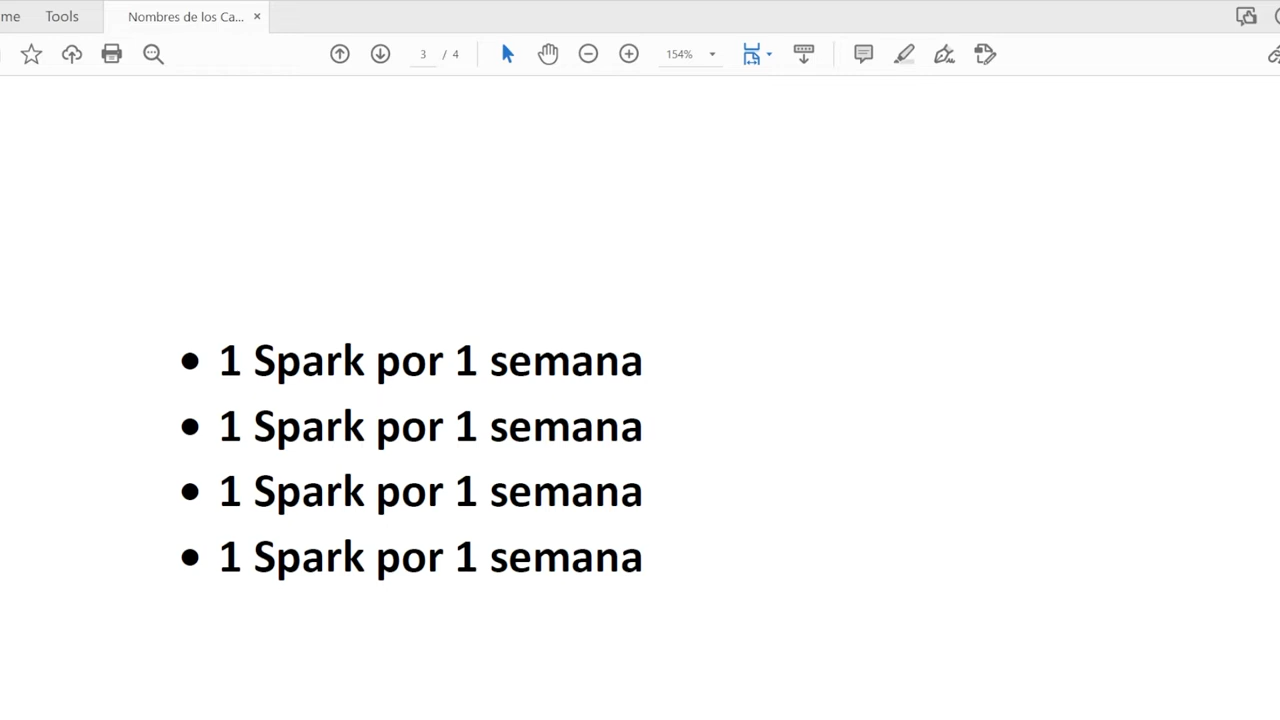 me Tools Nombres de los Ca... ×
3 / 4 154%
• 1 Spark por 1 semana
• 1 Spark por 1 semana
• 1 Spark por 1 semana
• 1 Spark por 1 semana